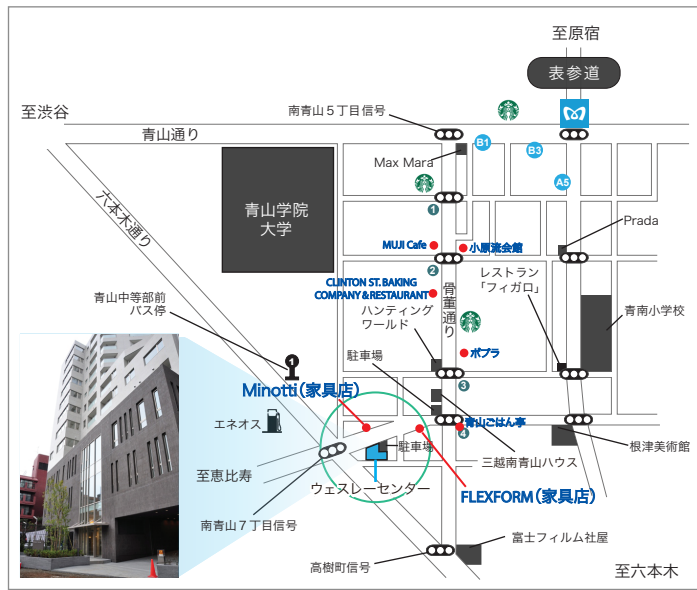 至原宿
表参道
至渋谷
南青山5丁目信号
青山通り
B1
B3
Max Mara
A5
六本木通り
青山学院
大学
1
Prada
MUJI Cafe
小原流会館
2
CLINTON ST. BAKING
COMPANY & RESTAURANT
骨董通り
レストラン
「フィガロ」
青山中等部前
バス停
ハンティング
ワールド
青南小学校
駐車場
ポプラ
1
Minotti(家具店)
3
エネオス
青山ごはん亭
4
駐車場
根津美術館
至恵比寿
三越南青山ハウス
ウェスレーセンター
FLEXFORM(家具店)
南青山7丁目信号
富士フィルム社屋
高樹町信号
至六本木